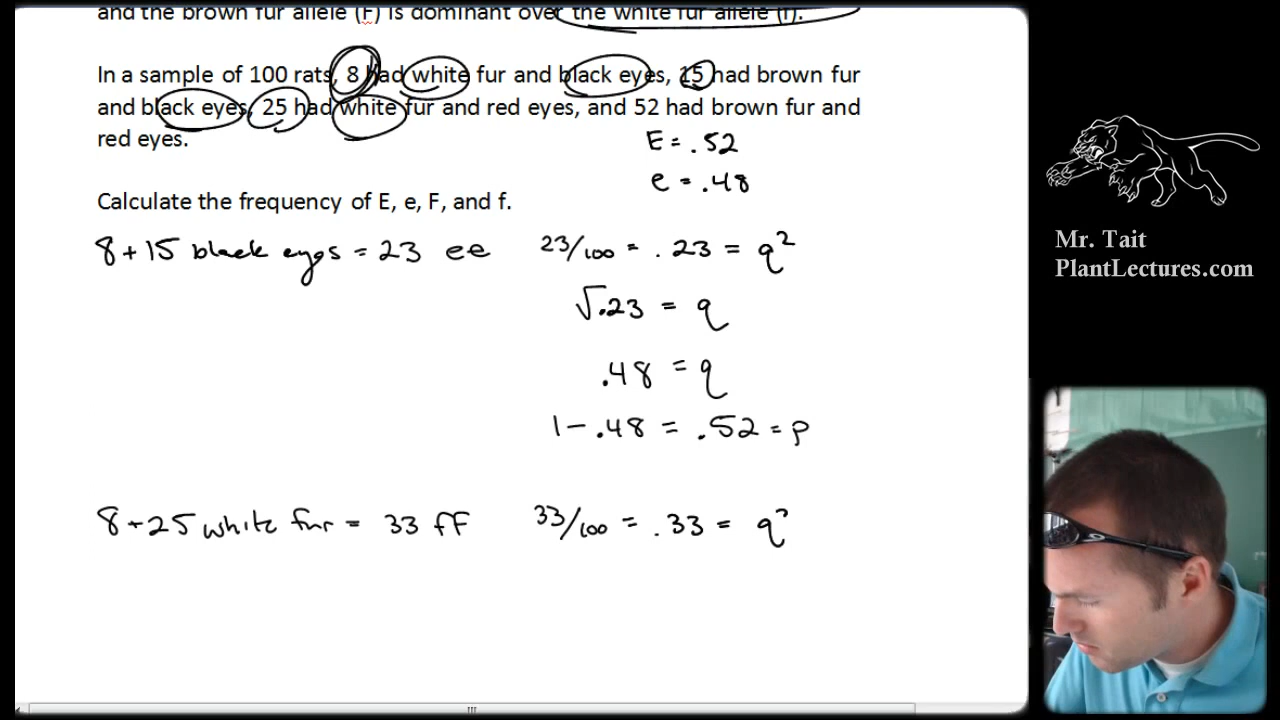 and the brown fur allele (F) is dominant over the white fur allele (f).
In a sample of 100 rats, 8 had white fur and black eyes, 15 had brown fur
and black eyes, 25 had white fur and red eyes, and 52 had brown fur and
red eyes.
E = .52
e = .48
Calculate the frequency of E, e, F, and f.
8 + 15 black eyes = 23 ee 23/100 = .23 = q²
√.23 = q
.48 = q
1 - .48 = .52 = p
8 + 25 white fur = 33 ff 33/100 = .33 = q²
Mr. Tait
PlantLectures.com